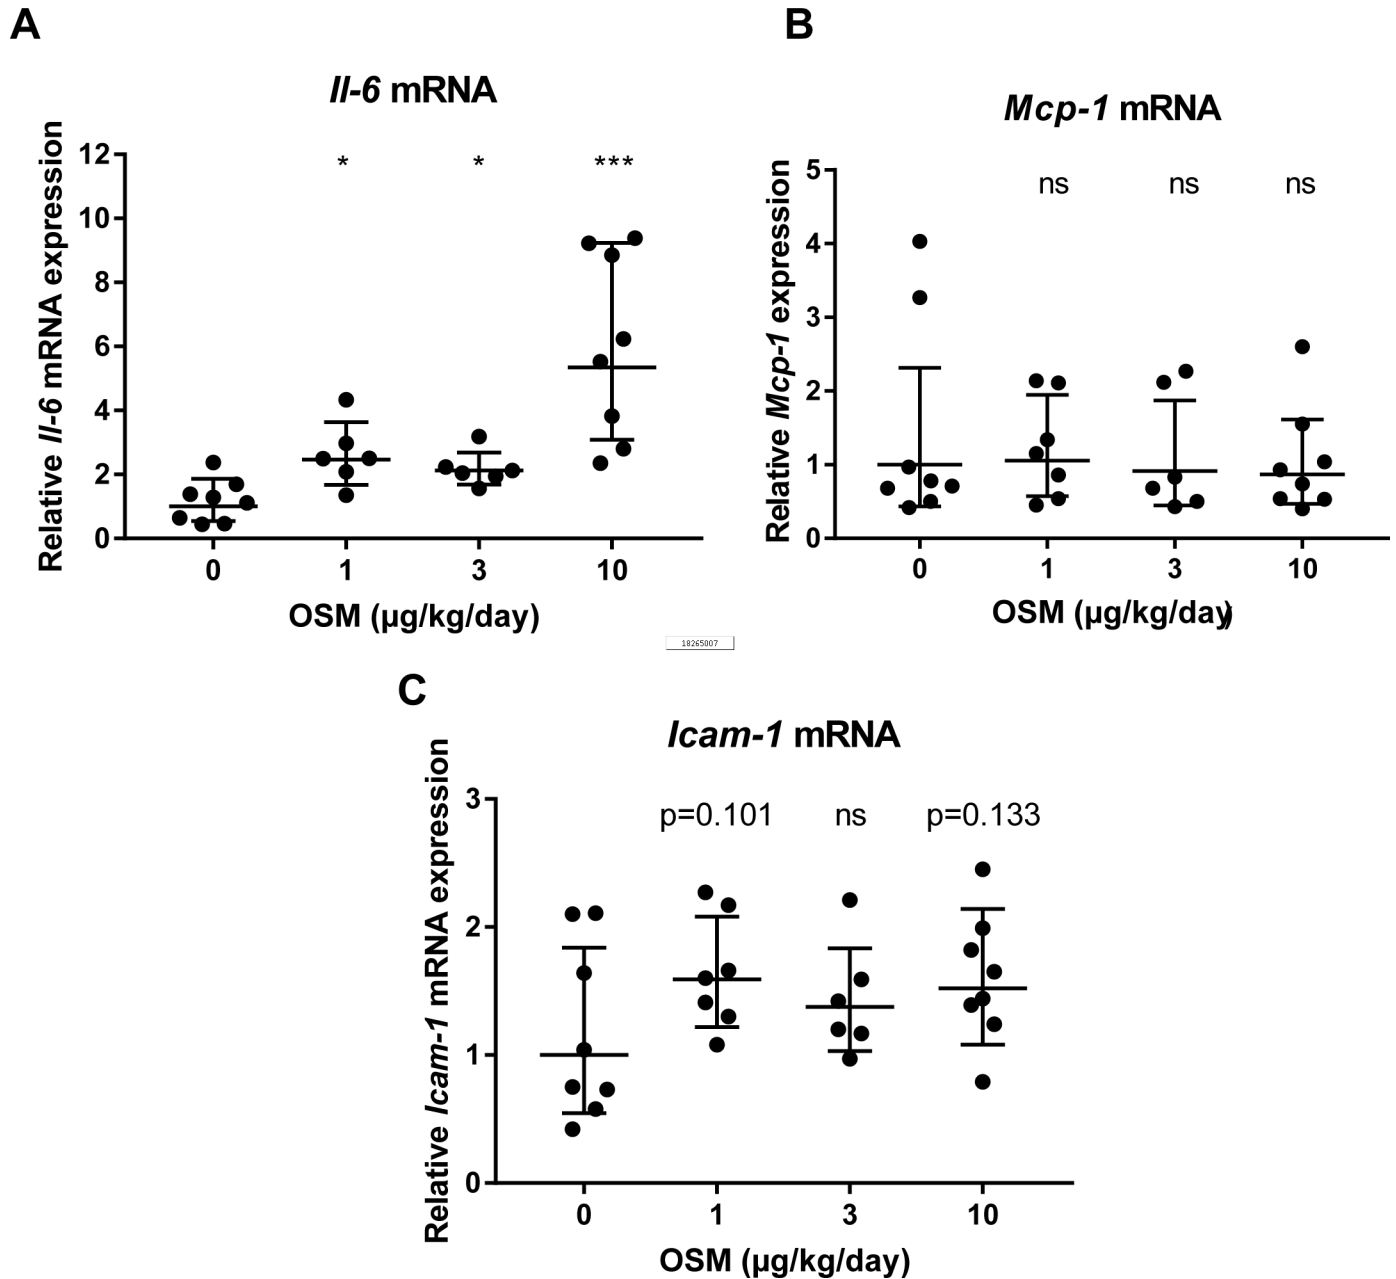 A
Il-6 mRNA
Relative Il-6 mRNA expression
12
10
8
6
4
2
0
* * ***
0 1 3 10
OSM (µg/kg/day)
B
Mcp-1 mRNA
Relative Mcp-1 expression
5
4
3
2
1
0
ns ns ns
0 1 3 10
OSM (µg/kg/day)
18265007
C
Icam-1 mRNA
Relative Icam-1 mRNA expression
3
2
1
0
p=0.101 ns p=0.133
0 1 3 10
OSM (µg/kg/day)